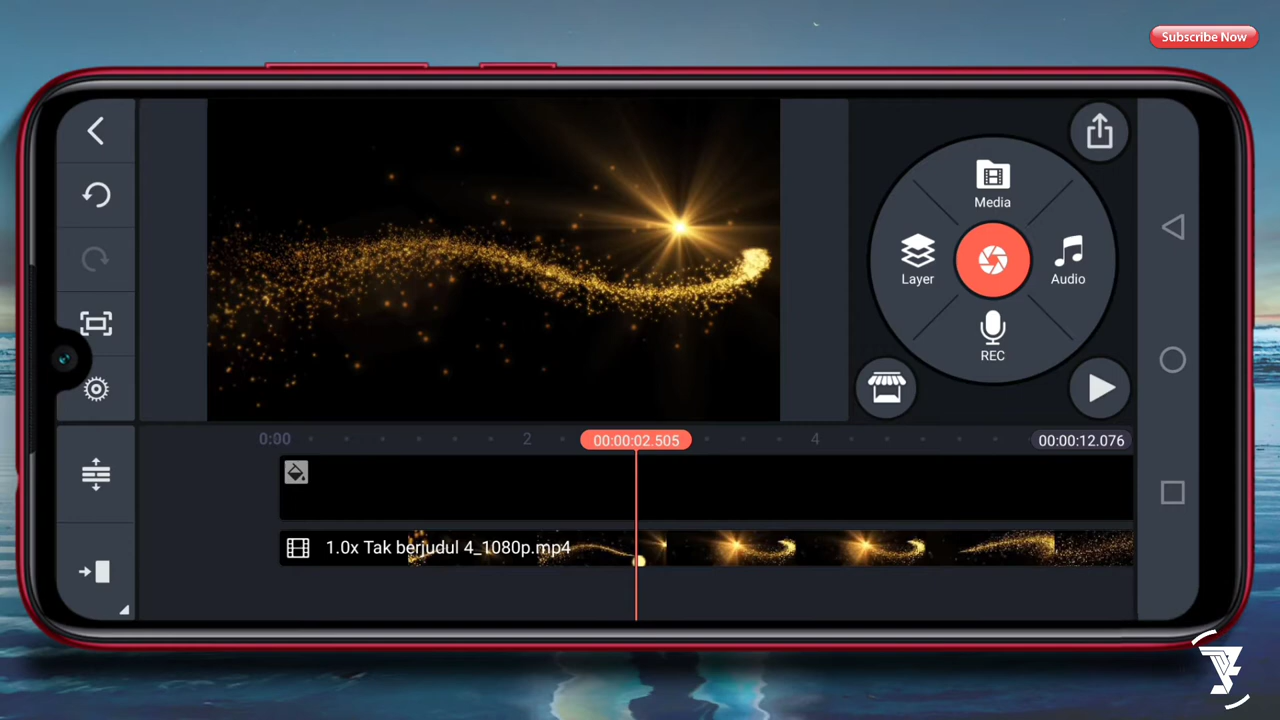 Subscribe Now
Media
Layer
Audio
REC
0:00
2
00:00:02.505
4
00:00:12.076
1.0x Tak berjudul 4_1080p.mp4